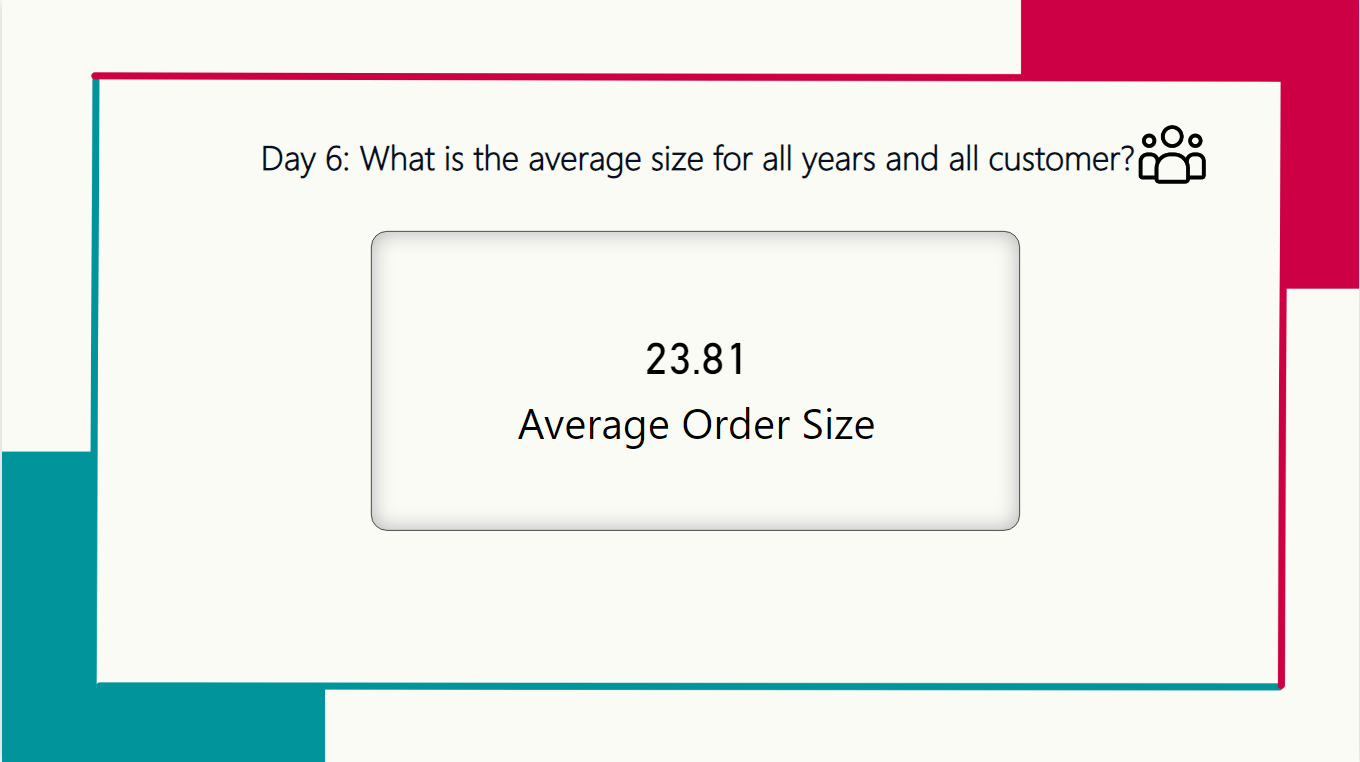 Day 6: What is the average size for all years and all customer?
23.81
Average Order Size